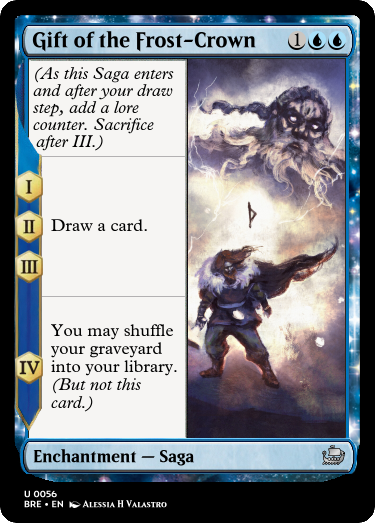 Gift of the Frost-Crown 1
(As this Saga enters
and after your draw
step, add a lore
counter. Sacrifice
after III.)
I
II
III
Draw a card.
IV
You may shuffle
your graveyard
into your library.
(But not this
card.)
Enchantment — Saga
U 0056
BRE • EN Alessia H Valastro